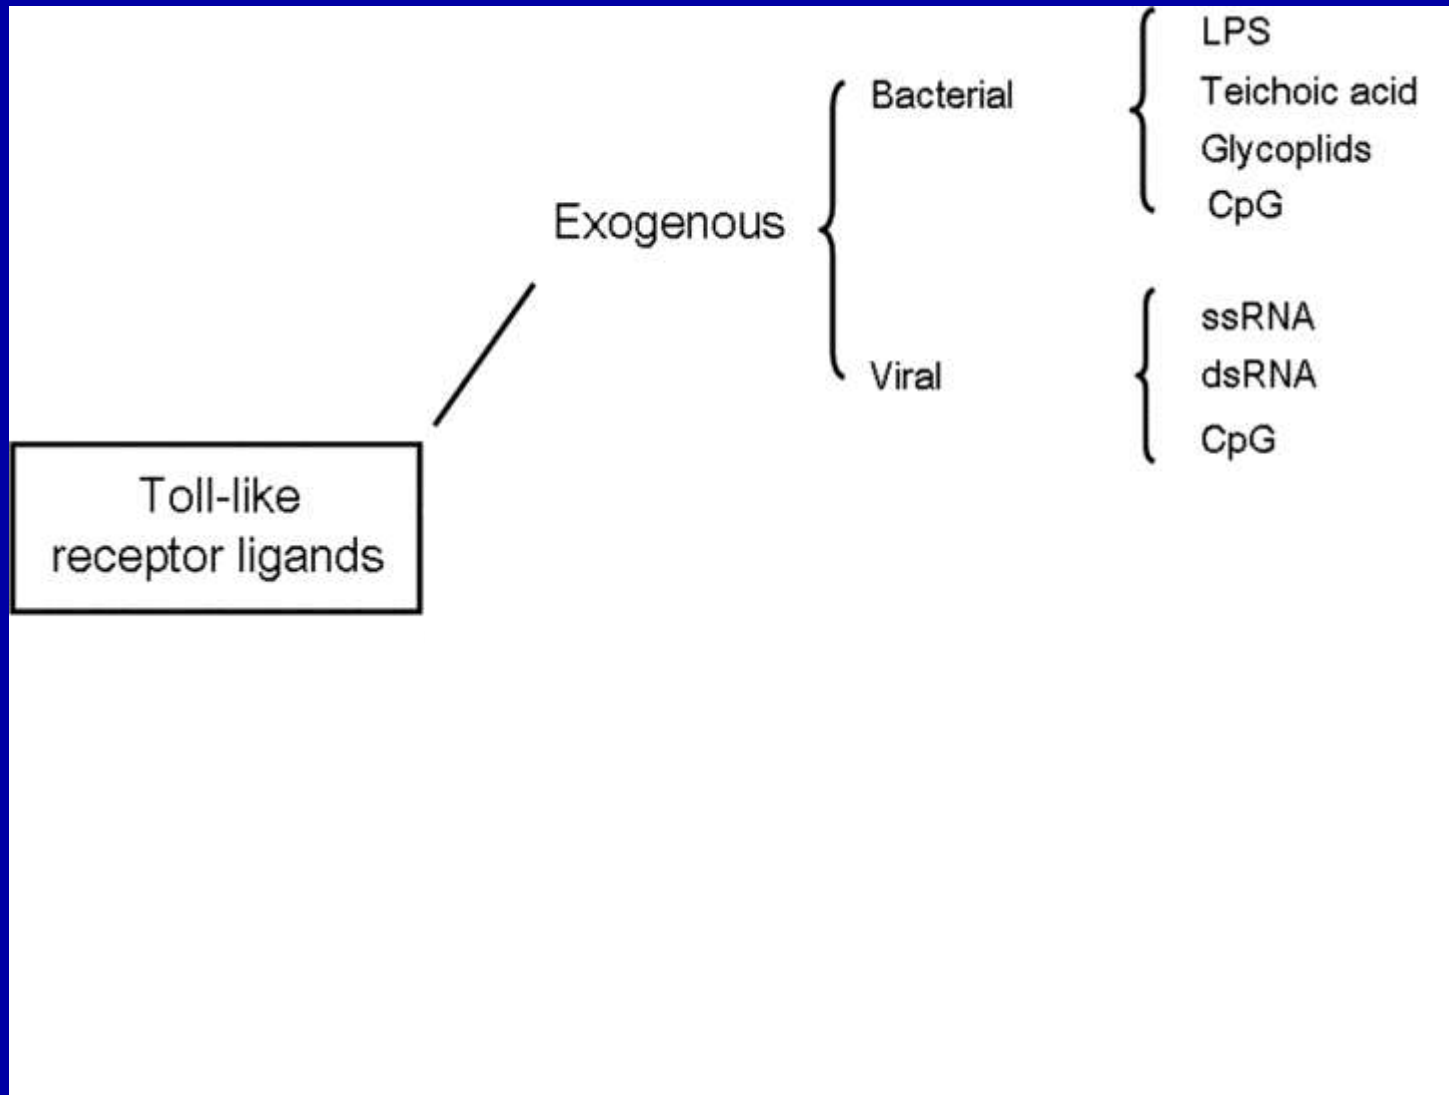 LPS
Bacterial
Teichoic acid
Glycoplids
CpG
Exogenous
ssRNA
Viral
dsRNA
CpG
Toll-like
receptor ligands